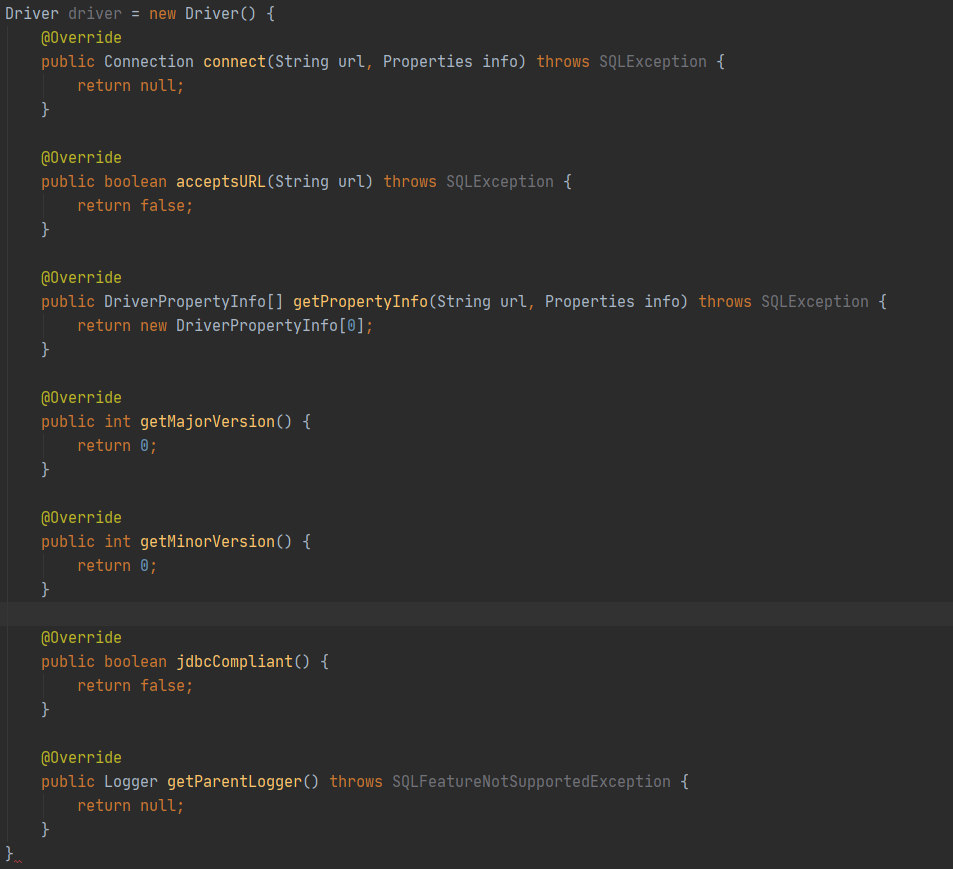 Driver driver = new Driver() {
    @Override
    public Connection connect(String url, Properties info) throws SQLException {
        return null;
    }

    @Override
    public boolean acceptsURL(String url) throws SQLException {
        return false;
    }

    @Override
    public DriverPropertyInfo[] getPropertyInfo(String url, Properties info) throws SQLException {
        return new DriverPropertyInfo[0];
    }

    @Override
    public int getMajorVersion() {
        return 0;
    }

    @Override
    public int getMinorVersion() {
        return 0;
    }

    @Override
    public boolean jdbcCompliant() {
        return false;
    }

    @Override
    public Logger getParentLogger() throws SQLFeatureNotSupportedException {
        return null;
    }
}